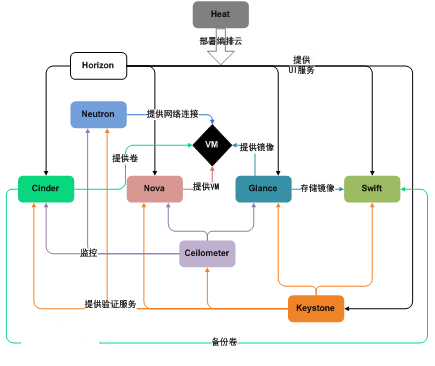 Heat
部署编排云
提供
UI服务
Horizon
Neutron
提供网络连接
VM
提供镜像
提供卷
Cinder
Nova
提供VM
Glance
存储镜像
Swift
监控
Ceilometer
提供验证服务
Keystone
备份卷